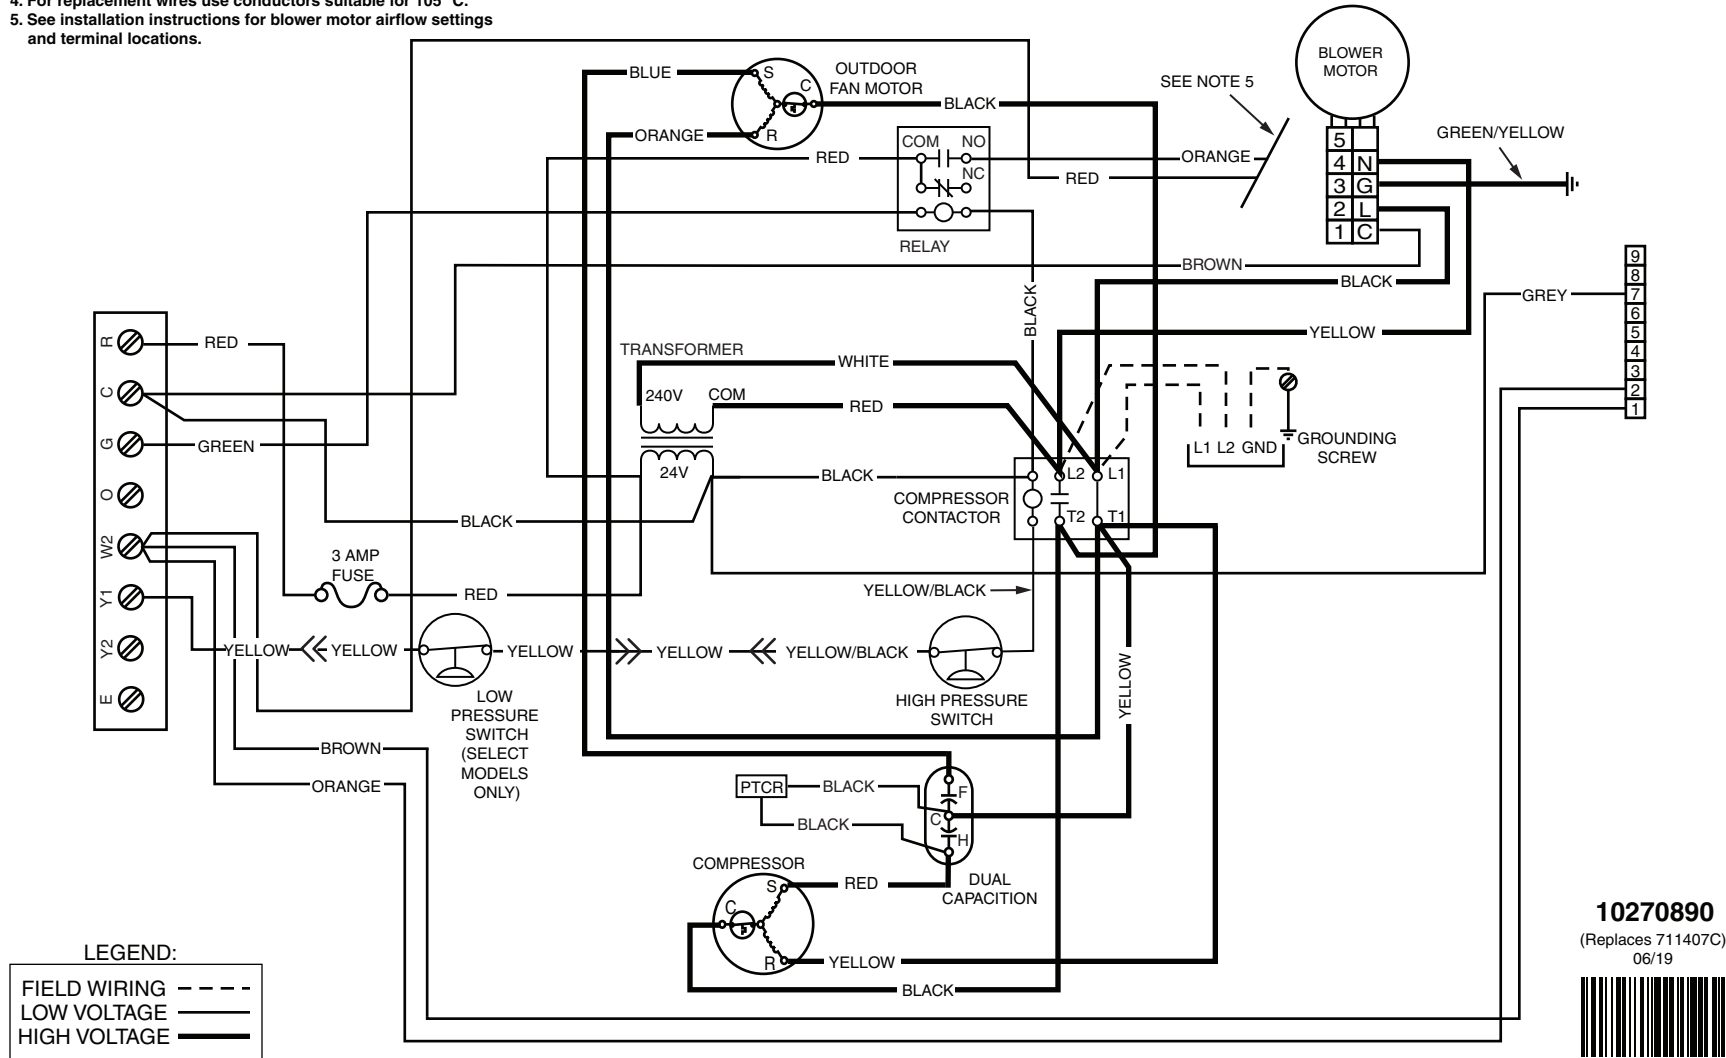 4. For replacement wires use conductors suitable for 105° C.
5. See installation instructions for blower motor airflow settings
and terminal locations.
BLUE
S
C
R
OUTDOOR
FAN MOTOR
BLACK
ORANGE
RED
COM NO
NC
RELAY
ORANGE
RED
SEE NOTE 5
BLOWER
MOTOR
5
4 N
3 G
2 L
1 C
GREEN/YELLOW
BROWN
BLACK
YELLOW
GREY
9
8
7
6
5
4
3
2
1
BLACK
R
C
G
O
W2
Y1
Y2
E
RED
GREEN
BLACK
3 AMP
FUSE
RED
TRANSFORMER
240V COM
24V
WHITE
RED
BLACK
COMPRESSOR
CONTACTOR
L2 L1
T2 T1
L1 L2 GND
GROUNDING
SCREW
YELLOW/BLACK
YELLOW
YELLOW
YELLOW
YELLOW
YELLOW/BLACK
LOW
PRESSURE
SWITCH
(SELECT
MODELS
ONLY)
HIGH PRESSURE
SWITCH
YELLOW
BROWN
ORANGE
PTCR
BLACK
BLACK
F
C
H
DUAL
CAPACITION
COMPRESSOR
S
C
R
RED
YELLOW
BLACK
LEGEND:
FIELD WIRING
LOW VOLTAGE
HIGH VOLTAGE
10270890
(Replaces 711407C)
06/19